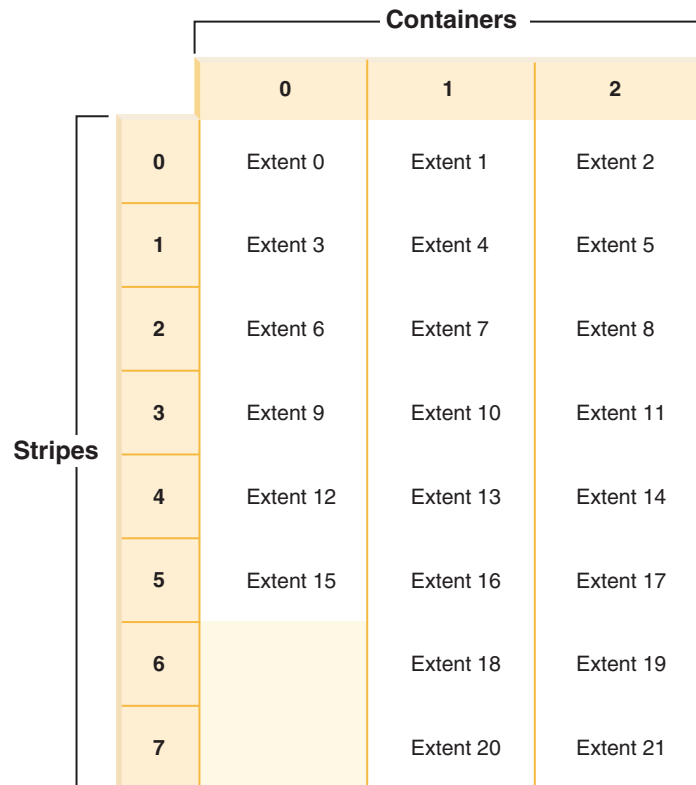 Containers
0 1 2
0 Extent 0 Extent 1 Extent 2
1 Extent 3 Extent 4 Extent 5
2 Extent 6 Extent 7 Extent 8
3 Extent 9 Extent 10 Extent 11
Stripes
4 Extent 12 Extent 13 Extent 14
5 Extent 15 Extent 16 Extent 17
6 Extent 18 Extent 19
7 Extent 20 Extent 21